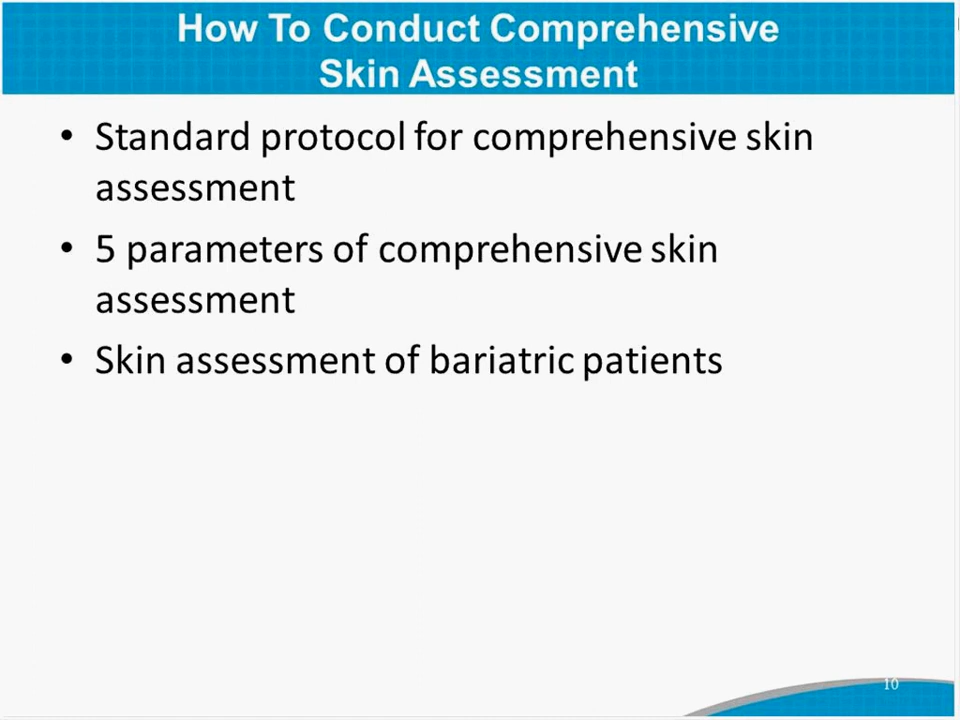 How To Conduct Comprehensive
Skin Assessment
• Standard protocol for comprehensive skin
assessment
• 5 parameters of comprehensive skin
assessment
• Skin assessment of bariatric patients
10